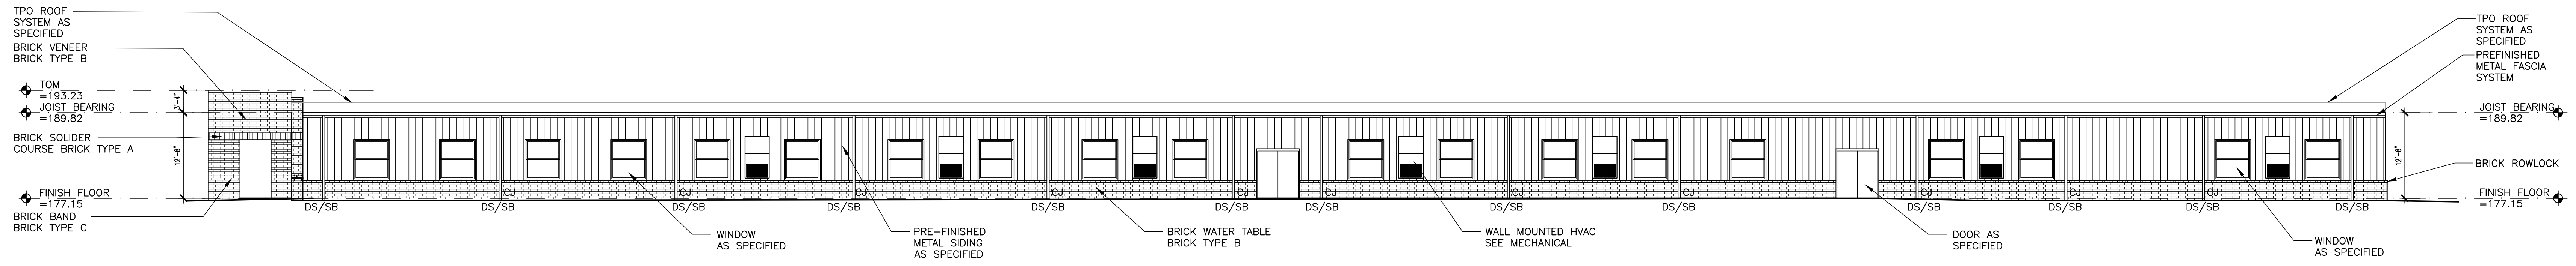 TPO ROOF
SYSTEM AS
SPECIFIED
BRICK VENEER
BRICK TYPE B
TOM
=193.23
JOIST BEARING
=189.82
BRICK SOLIDER
COURSE BRICK TYPE A
FINISH FLOOR
=177.15
BRICK BAND
BRICK TYPE C
3'-4"
12'-8"
CJ
CJ
CJ
CJ
CJ
CJ
CJ
CJ
CJ
CJ
CJ
CJ
DS/SB
DS/SB
DS/SB
DS/SB
DS/SB
DS/SB
DS/SB
DS/SB
DS/SB
DS/SB
DS/SB
DS/SB
DS/SB
WINDOW
AS SPECIFIED
PRE-FINISHED
METAL SIDING
AS SPECIFIED
BRICK WATER TABLE
BRICK TYPE B
WALL MOUNTED HVAC
SEE MECHANICAL
DOOR AS
SPECIFIED
WINDOW
AS SPECIFIED
TPO ROOF
SYSTEM AS
SPECIFIED
PREFINISHED
METAL FASCIA
SYSTEM
JOIST BEARING
=189.82
12'-8"
BRICK ROWLOCK
FINISH FLOOR
=177.15